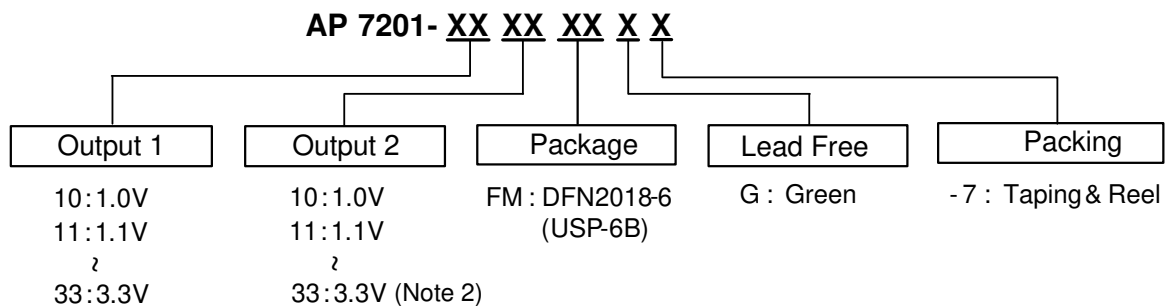 AP 7201- XX XX XX X X
Output 1
Output 2
Package
Lead Free
Packing
10 : 1.0V
10 : 1.0V
FM : DFN2018-6
G : Green
- 7 : Taping & Reel
11 : 1.1V
11 : 1.1V
(USP-6B)
~
~
33 : 3.3V
33 : 3.3V (Note 2)